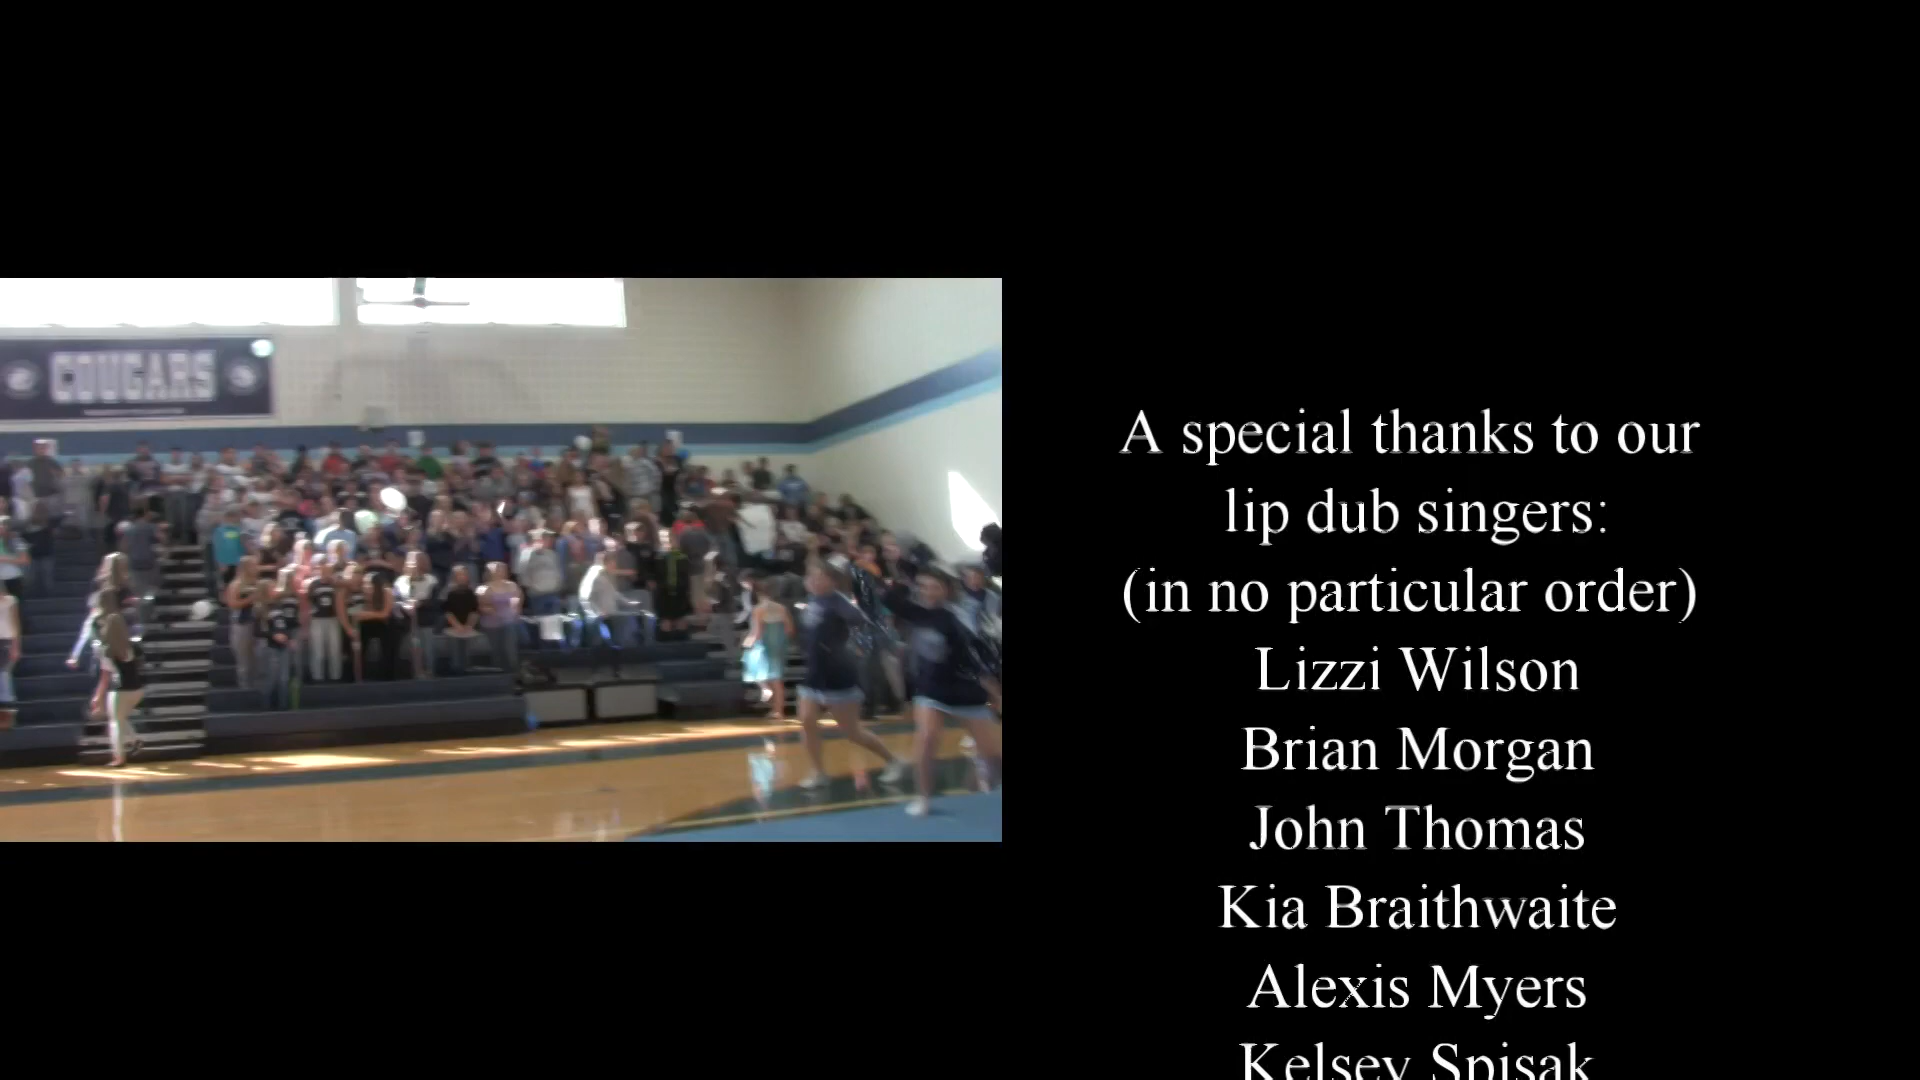 COUGARS
A special thanks to our
lip dub singers:
(in no particular order)
Lizzi Wilson
Brian Morgan
John Thomas
Kia Braithwaite
Alexis Myers
Kelsey Spisak